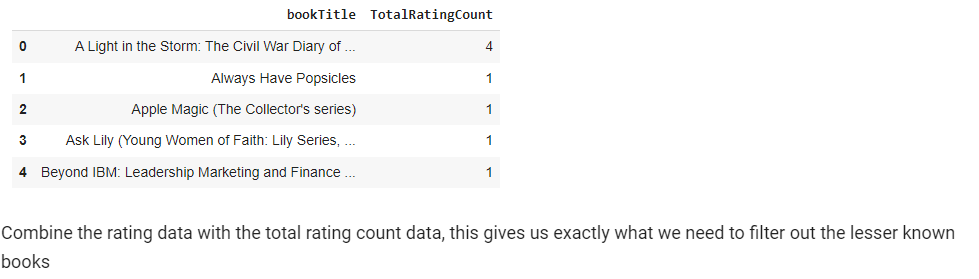 bookTitle TotalRatingCount
0 A Light in the Storm: The Civil War Diary of ... 4
1 Always Have Popsicles 1
2 Apple Magic (The Collector's series) 1
3 Ask Lily (Young Women of Faith: Lily Series, ... 1
4 Beyond IBM: Leadership Marketing and Finance ... 1
Combine the rating data with the total rating count data, this gives us exactly what we need to filter out the lesser known
books